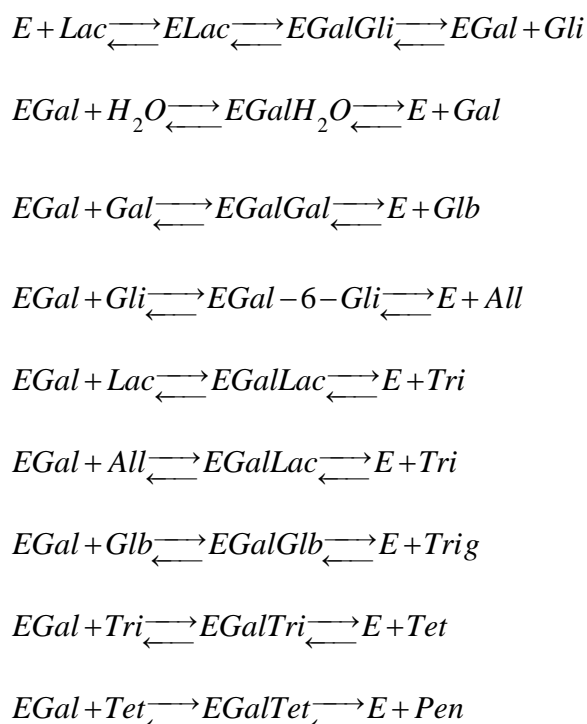 E + Lac ⇄ ELac ⇄ EGalGli ⇄ EGal + Gli
EGal + H₂O ⇄ EGalH₂O ⇄ E + Gal
EGal + Gal ⇄ EGalGal ⇄ E + Glb
EGal + Gli ⇄ EGal − 6 − Gli ⇄ E + All
EGal + Lac ⇄ EGalLac ⇄ E + Tri
EGal + All ⇄ EGalLac ⇄ E + Tri
EGal + Glb ⇄ EGalGlb ⇄ E + Trig
EGal + Tri ⇄ EGalTri ⇄ E + Tet
EGal + Tet ⇄ EGalTet ⇄ E + Pen